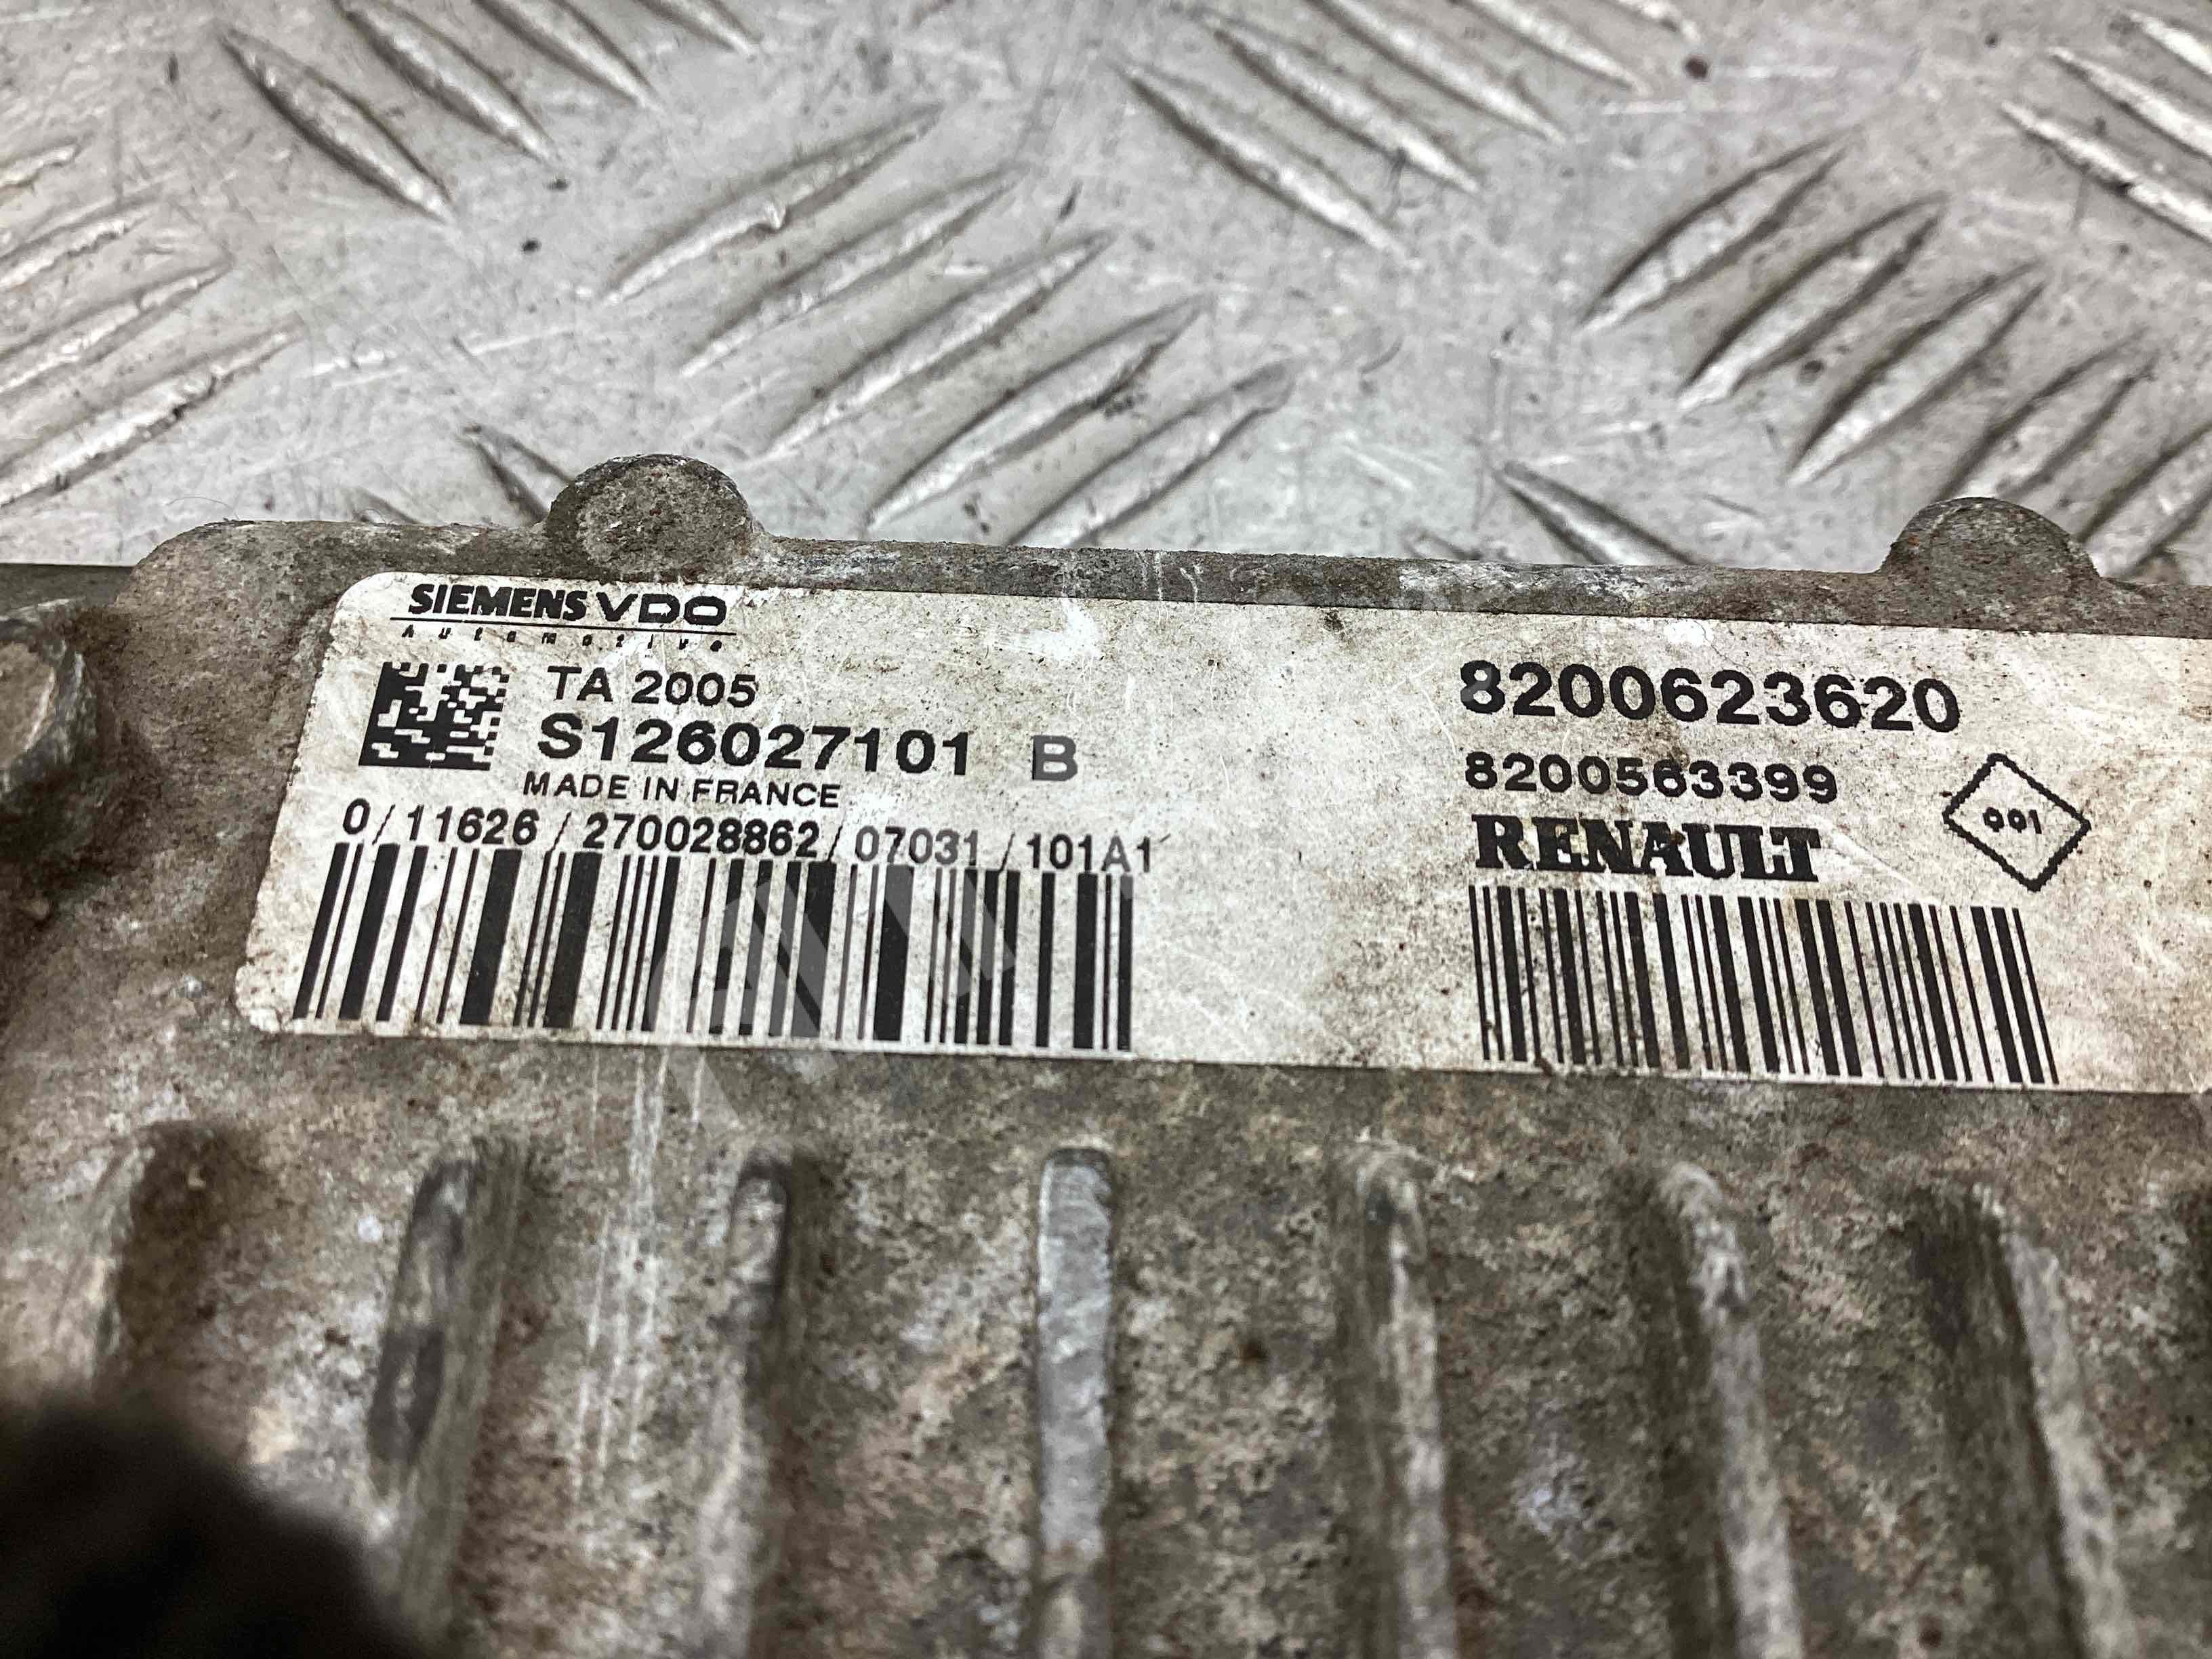 SIEMENS VDO
Automotive
TA 2005
S126027101 B
MADE IN FRANCE
0/11626/270028862/07031/101A1
8200623620
8200563399
RENAULT
001